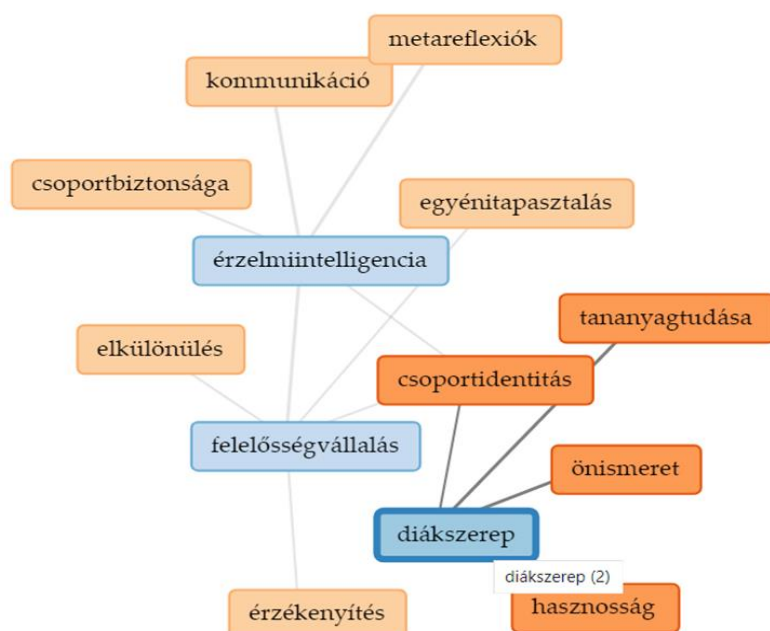 metareflexiók
kommunikáció
csoportbiztonsága
egyénitapasztalás
érzelmiintelligencia
tananyagtudása
elkülönülés
csoportidentitás
felelősségvállalás
önismeret
diákszerep
diákszerep (2)
érzékenyítés
hasznosság